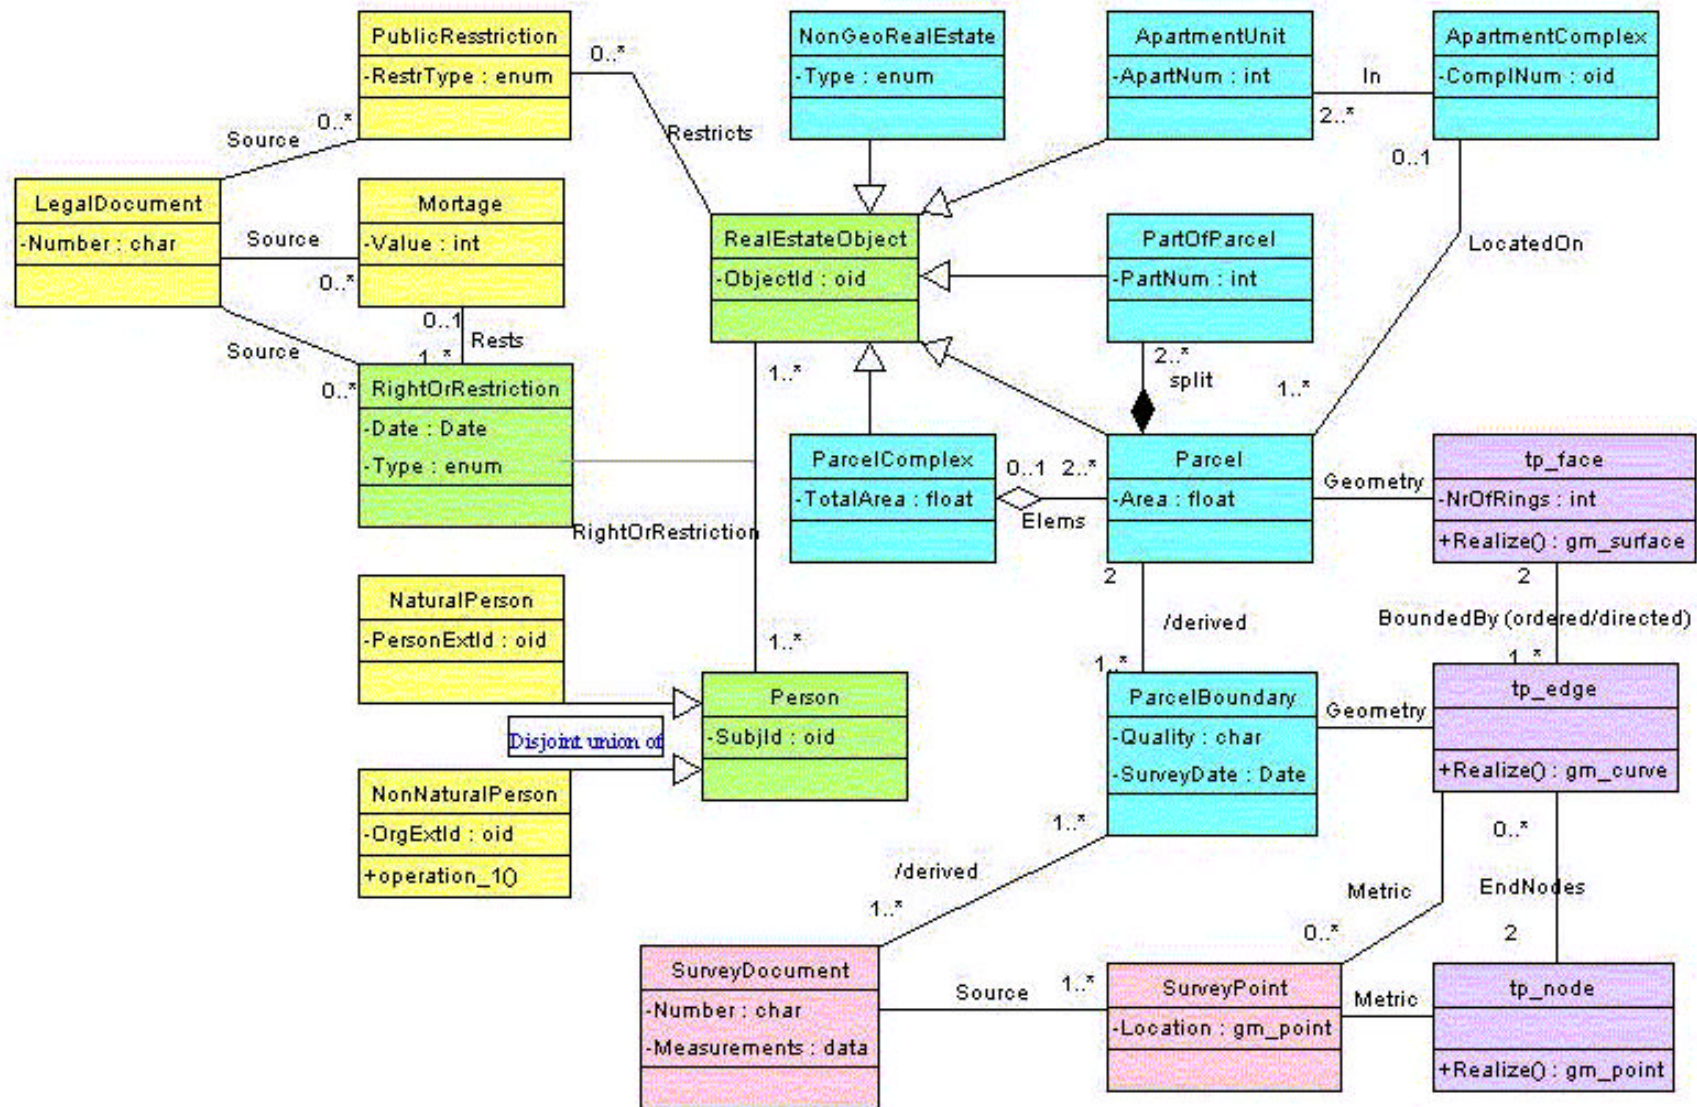 PublicResstriction
-RestrType : enum
0..*
Restricts
NonGeoRealEstate
-Type : enum
ApartmentUnit
-ApartNum : int
In
2..*
ApartmentComplex
-ComplNum : oid
0..1
LocatedOn
1..*
Source
0..*
LegalDocument
-Number : char
Source
0..*
Mortage
-Value : int
0..1
Rests
1..*
Source
0..*
RightOrRestriction
-Date : Date
-Type : enum
RightOrRestriction
RealEstateObject
-ObjectId : oid
1..*
PartOfParcel
-PartNum : int
2..*
split
ParcelComplex
-TotalArea : float
0..1
2..*
Elems
Parcel
-Area : float
Geometry
tp_face
-NrOfRings : int
+Realize() : gm_surface
2
/derived
1..*
2
BoundedBy (ordered/directed)
1..*
NaturalPerson
-PersonExtId : oid
1..*
Person
-SubjId : oid
Disjoint union of
NonNaturalPerson
-OrgExtId : oid
+operation_1()
ParcelBoundary
-Quality : char
-SurveyDate : Date
Geometry
tp_edge
+Realize() : gm_curve
1..*
/derived
1..*
Metric
0..*
0..*
EndNodes
2
SurveyDocument
-Number : char
-Measurements : data
Source
1..*
SurveyPoint
-Location : gm_point
Metric
tp_node
+Realize() : gm_point